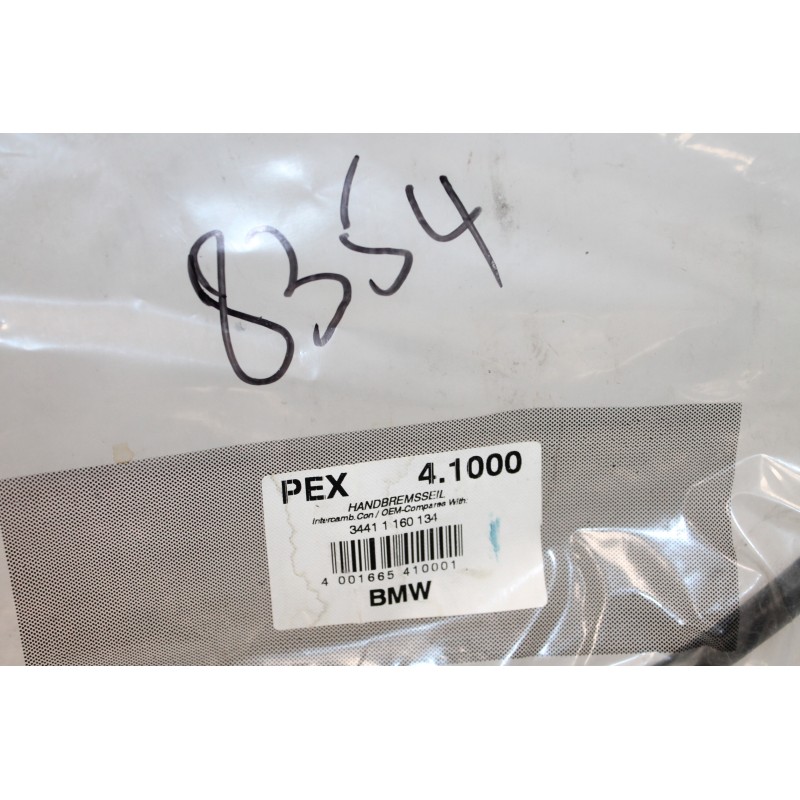 8354
PEX 4.1000
HANDBREMSSEIL
Intercamb.Con / OEM-Compares With:
3441 1 160 134
4 001665 410001
BMW